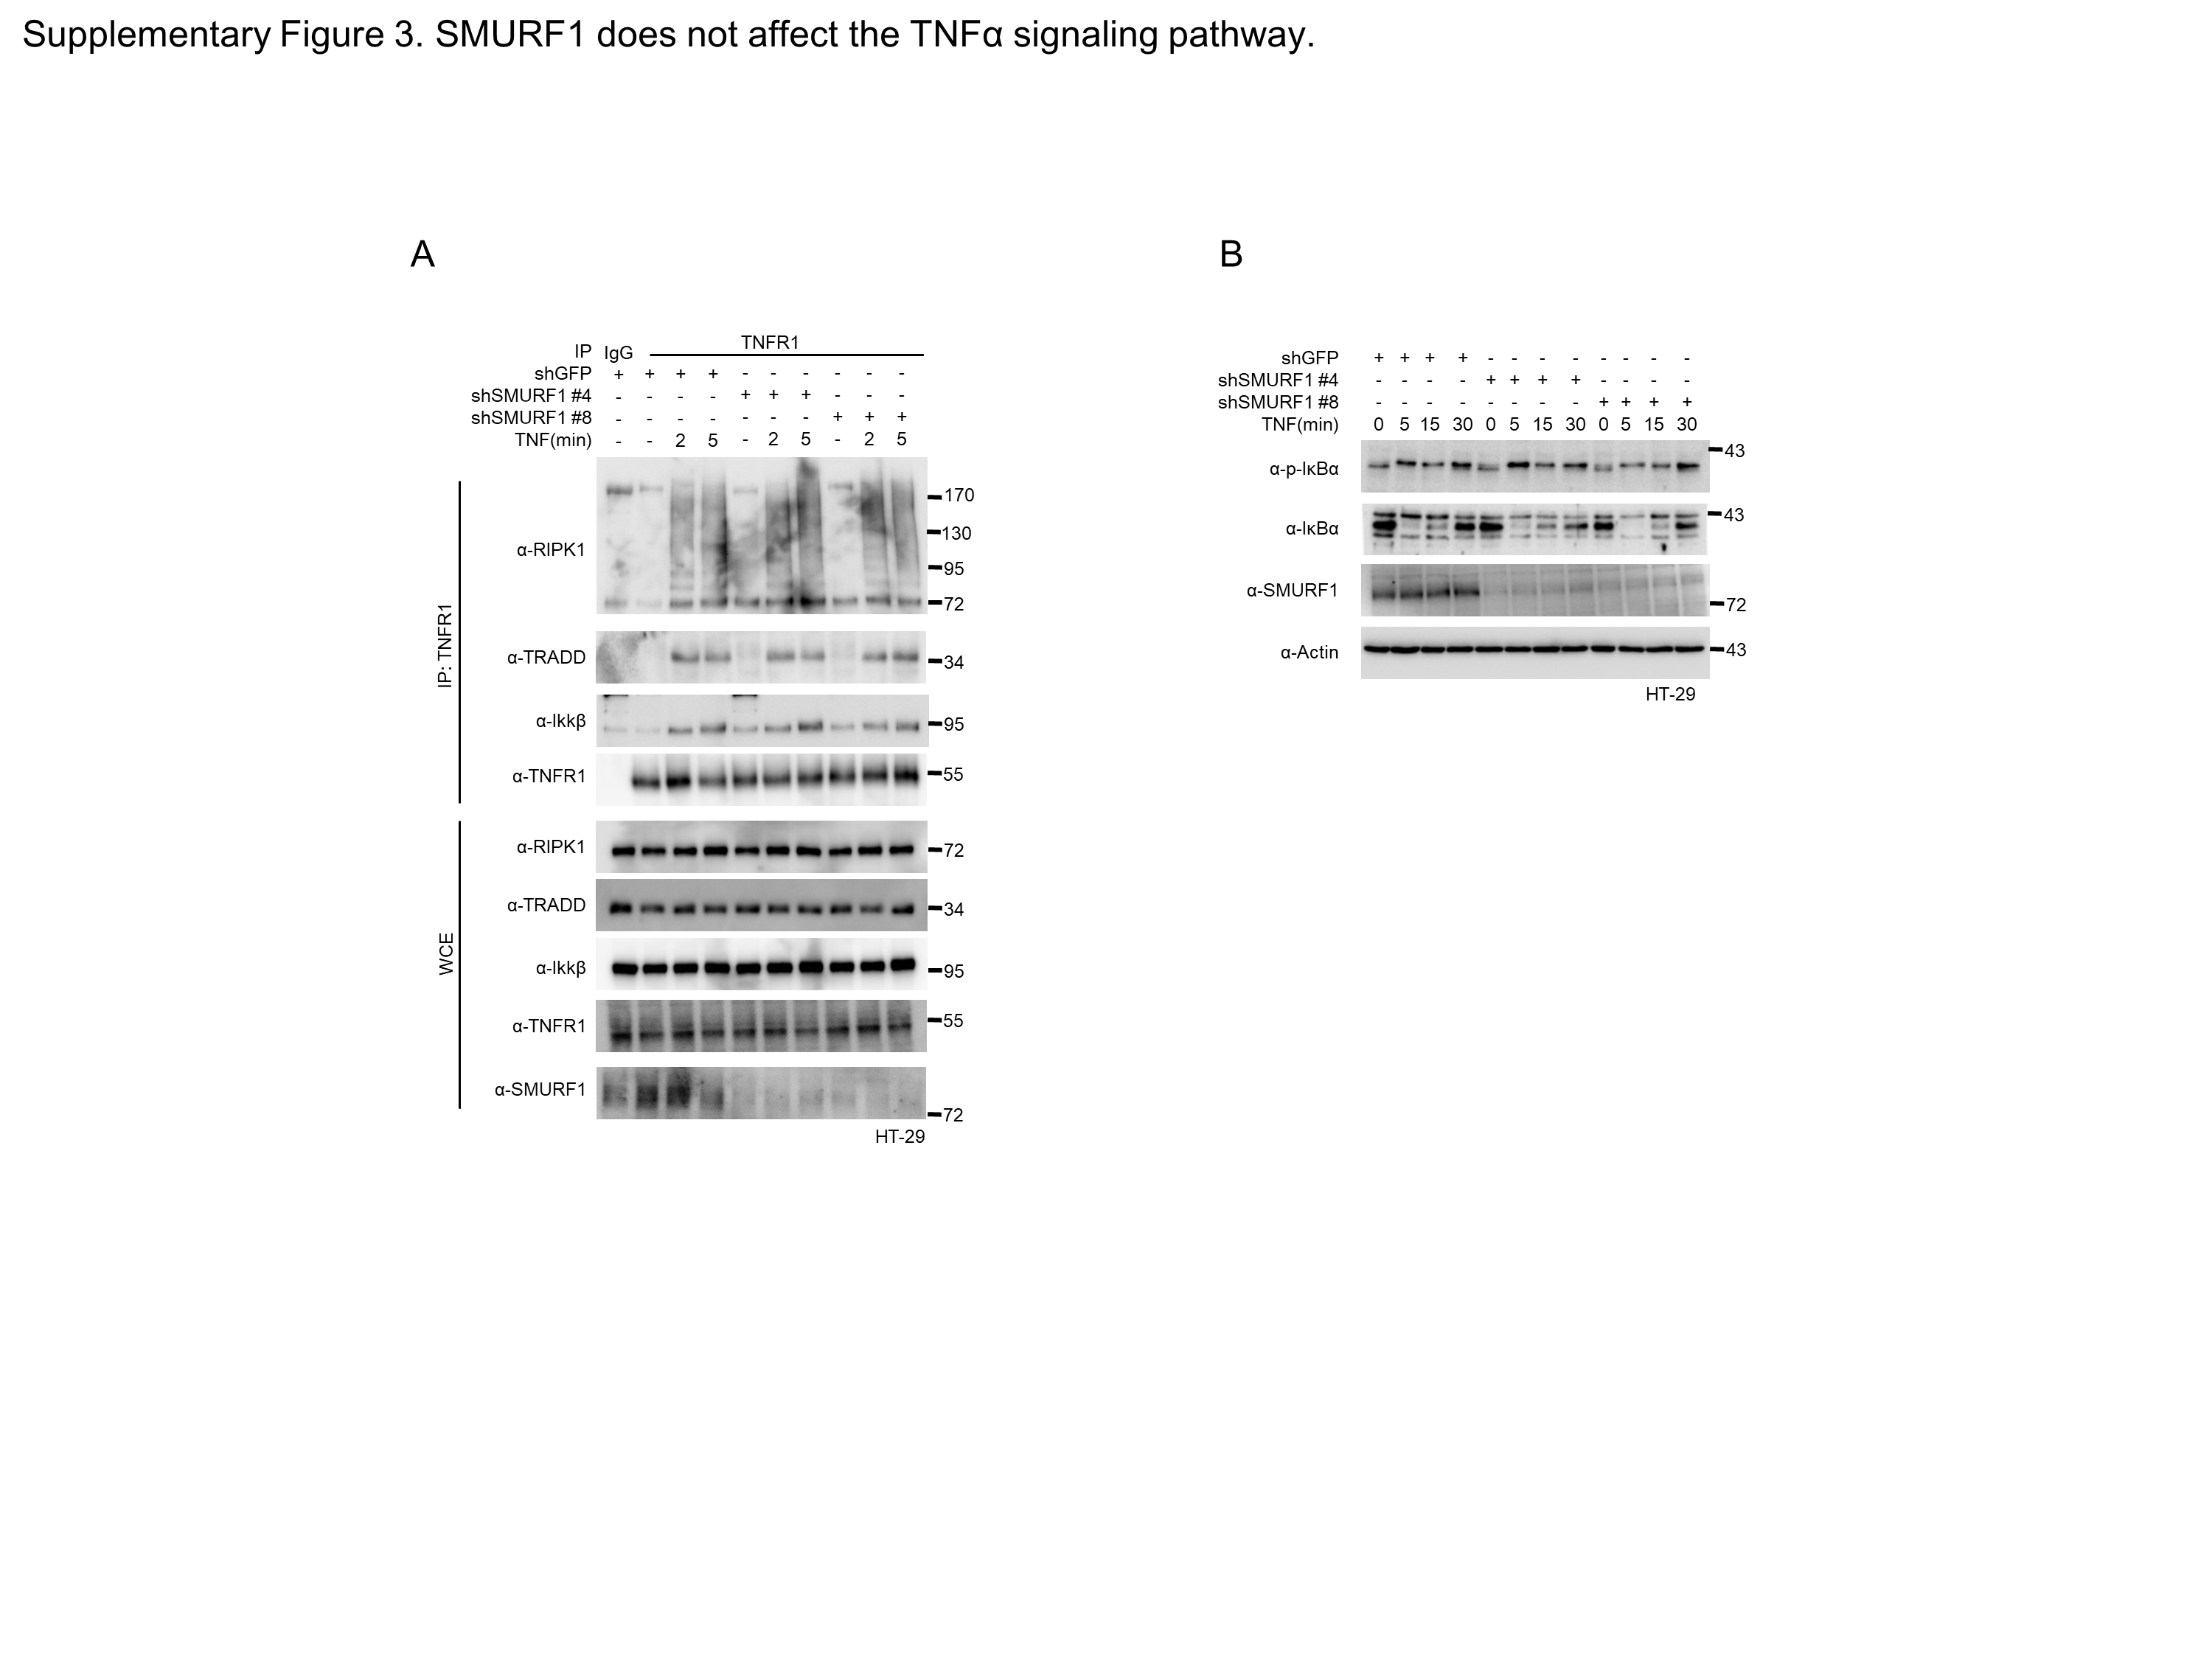 Supplementary Figure 3. SMURF1 does not affect the TNFα signaling pathway.
A
IP IgG TNFR1
shGFP + + + + - - - - - -
shSMURF1 #4 - - - - + + + - - -
shSMURF1 #8 - - - - - - - + + +
TNF(min) - - 2 5 - 2 5 - 2 5
IP: TNFR1
α-RIPK1
170
130
95
72
α-TRADD 34
α-Ikkβ 95
α-TNFR1 55
WCE
α-RIPK1 72
α-TRADD 34
α-Ikkβ 95
α-TNFR1 55
α-SMURF1 72
HT-29
B
shGFP + + + + - - - - - - - -
shSMURF1 #4 - - - - + + + + - - - -
shSMURF1 #8 - - - - - - - - + + + +
TNF(min) 0 5 15 30 0 5 15 30 0 5 15 30
α-p-IκBα 43
α-IκBα 43
α-SMURF1 72
α-Actin 43
HT-29